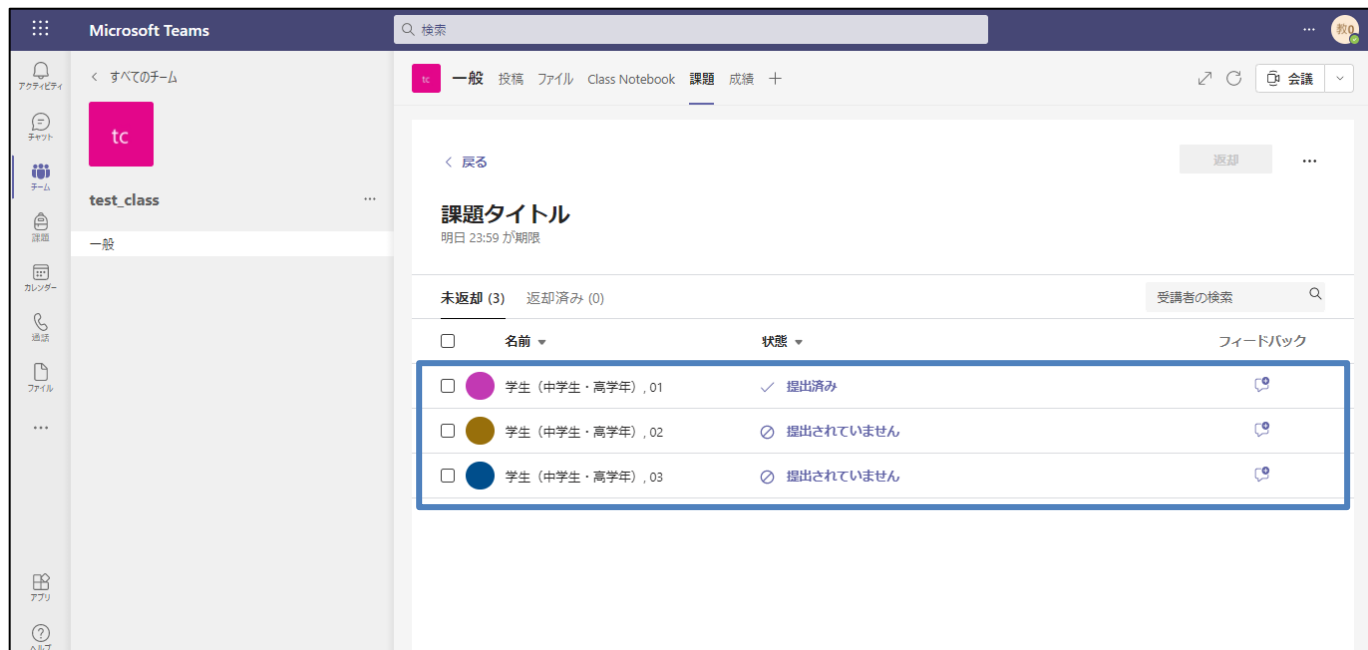 Microsoft Teams
検索
教0
アクティビティ
チャット
チーム
課題
カレンダー
通話
ファイル
アプリ
ヘルプ
すべてのチーム
tc
test_class
一般
tc 一般 投稿 ファイル Class Notebook 課題 成績
会議
戻る
返却
課題タイトル
明日 23:59 が期限
未返却 (3) 返却済み (0)
受講者の検索
名前 状態 フィードバック
学生（中学生・高学年）, 01 提出済み
学生（中学生・高学年）, 02 提出されていません
学生（中学生・高学年）, 03 提出されていません